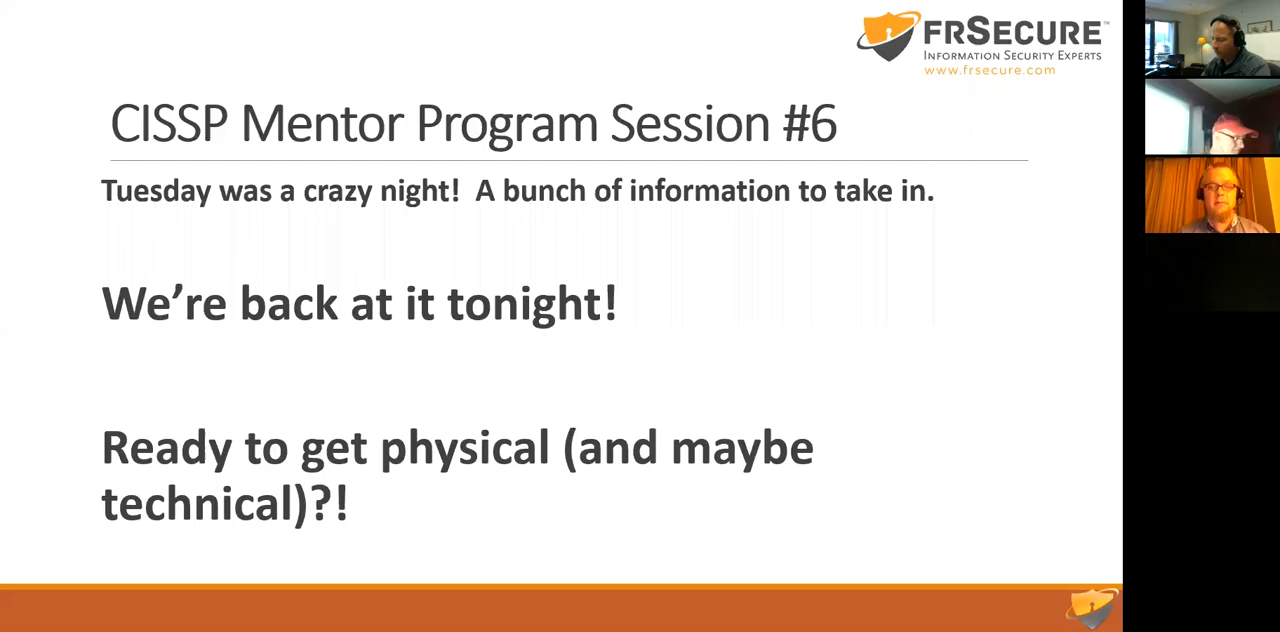 FRSECURE™
INFORMATION SECURITY EXPERTS
www.frsecure.com
CISSP Mentor Program Session #6
Tuesday was a crazy night! A bunch of information to take in.
We’re back at it tonight!
Ready to get physical (and maybe
technical)?!